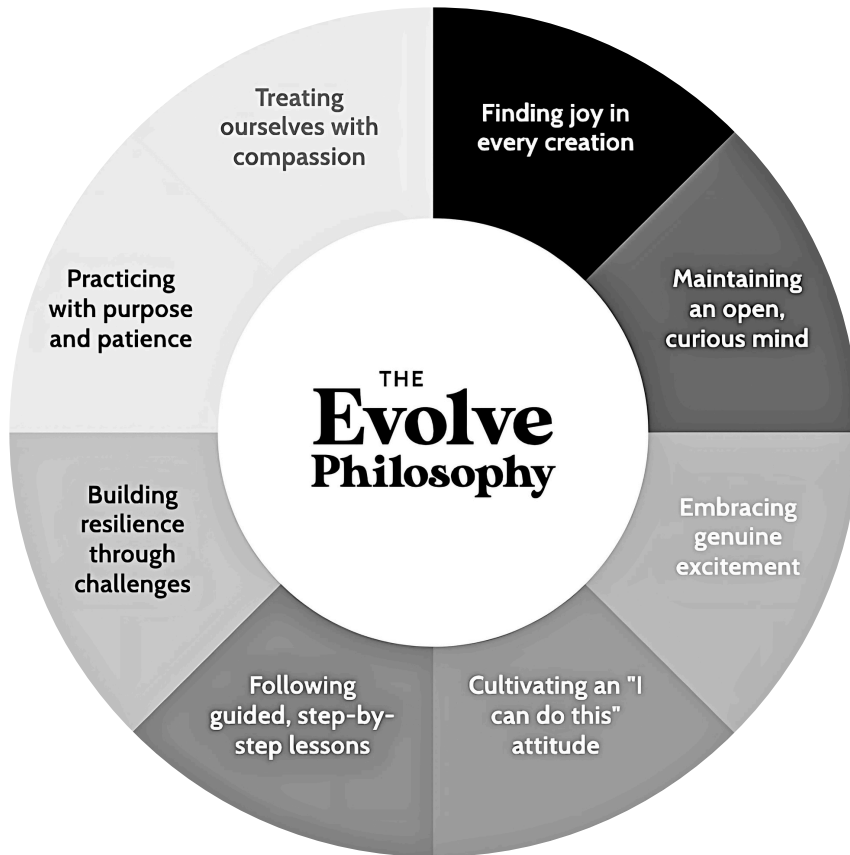 Treating
ourselves with
compassion
Finding joy in
every creation
Practicing
with purpose
and patience
Maintaining
an open,
curious mind
THE
Evolve
Philosophy
Building
resilience
through
challenges
Embracing
genuine
excitement
Following
guided, step-by-
step lessons
Cultivating an "I
can do this"
attitude